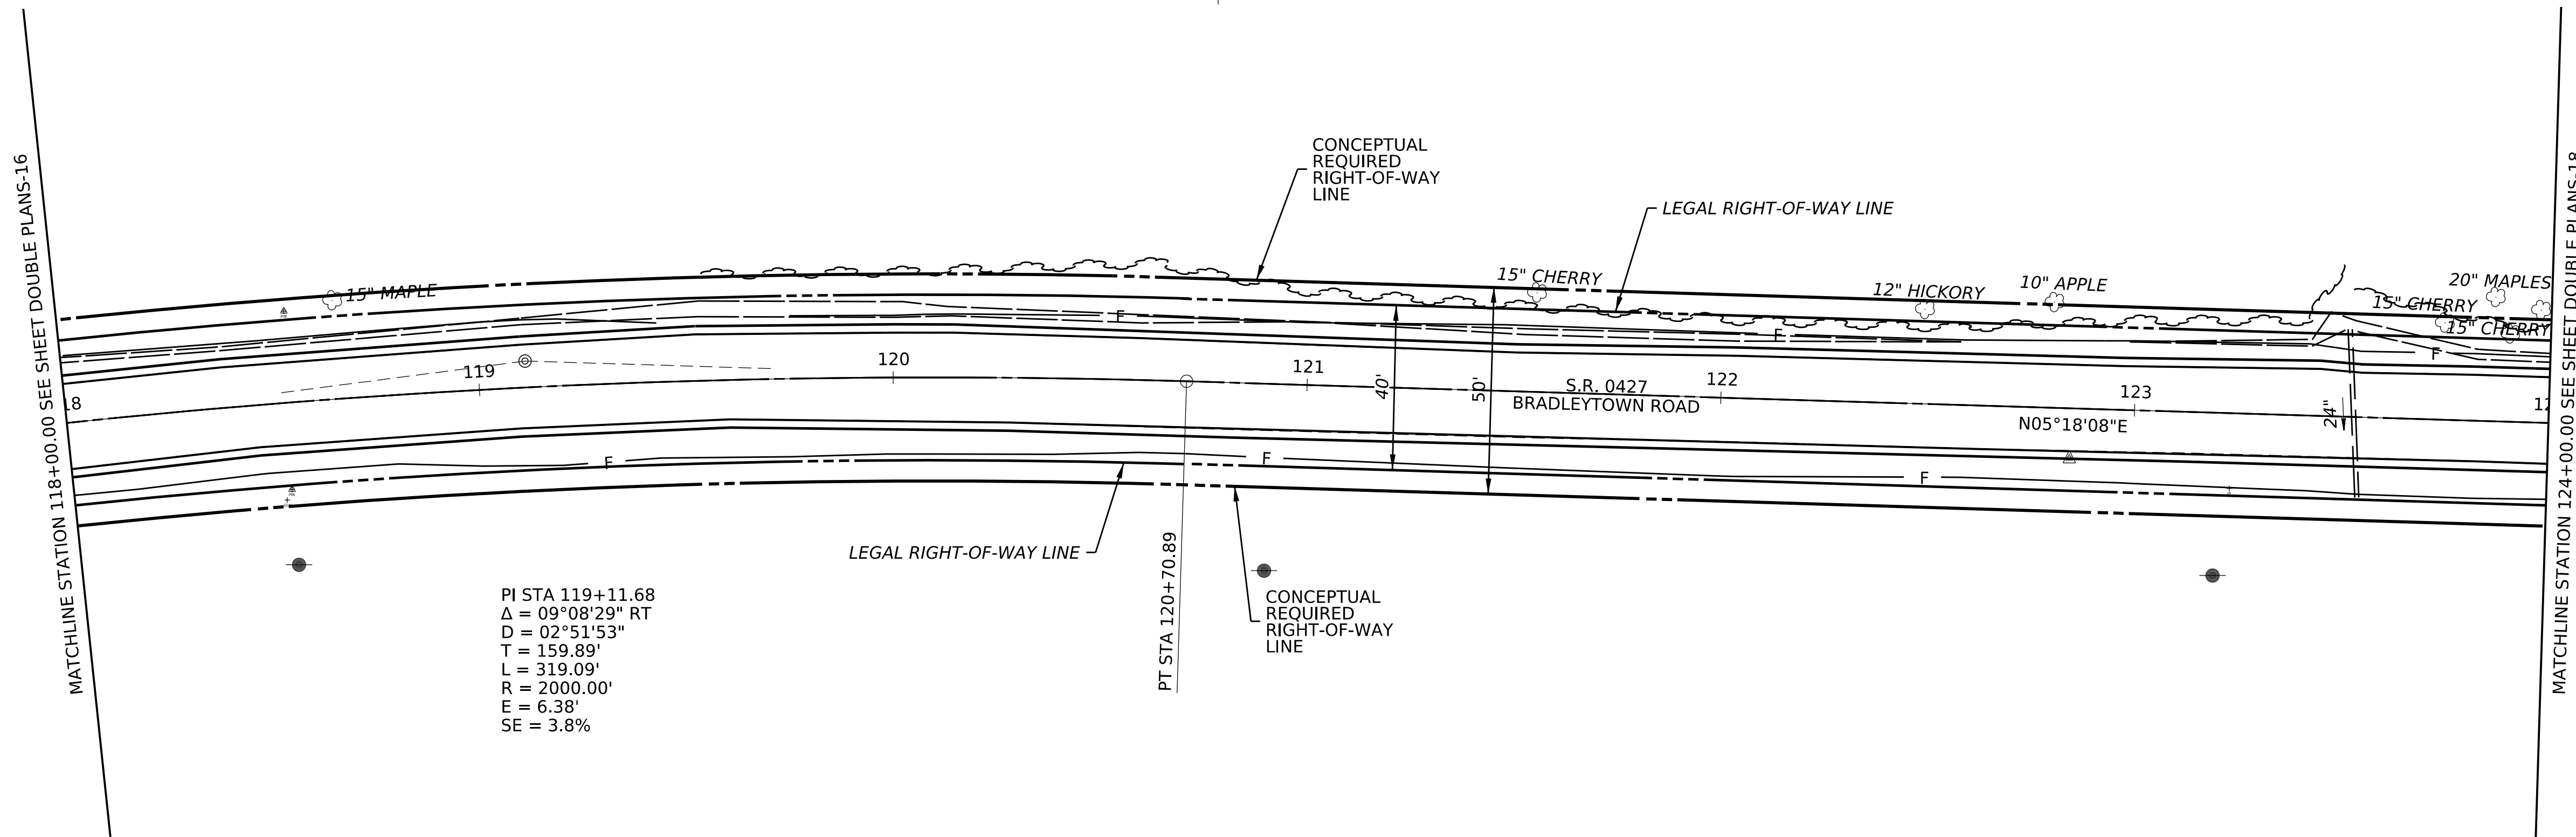 MATCHLINE STATION 118+00.00 SEE SHEET DOUBLE PLANS-16
CONCEPTUAL
REQUIRED
RIGHT-OF-WAY
LINE
LEGAL RIGHT-OF-WAY LINE
15" MAPLE
15" CHERRY
12" HICKORY
10" APPLE
20" MAPLES
15" CHERRY
15" CHERRY
F
F
F
18
119
120
121
122
123
12
40'
50'
S.R. 0427
BRADLEYTOWN ROAD
N05°18'08"E
24"
F
F
F
LEGAL RIGHT-OF-WAY LINE
PT STA 120+70.89
CONCEPTUAL
REQUIRED
RIGHT-OF-WAY
LINE
PI STA 119+11.68
Δ = 09°08'29" RT
D = 02°51'53"
T = 159.89'
L = 319.09'
R = 2000.00'
E = 6.38'
SE = 3.8%
MATCHLINE STATION 124+00.00 SEE SHEET DOUBLE PLANS-18